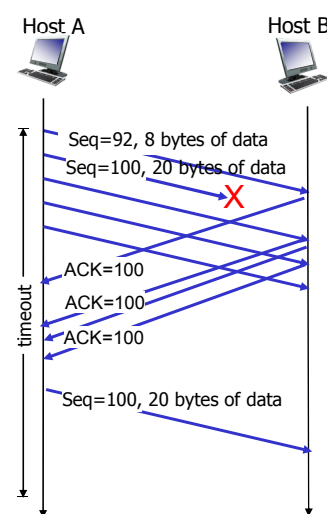 Host A
Host B
Seq=92, 8 bytes of data
Seq=100, 20 bytes of data
X
ACK=100
ACK=100
ACK=100
timeout
Seq=100, 20 bytes of data